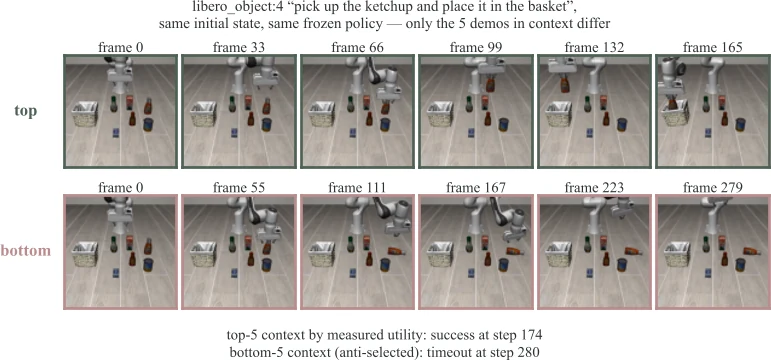 libero_object:4 “pick up the ketchup and place it in the basket”,
same initial state, same frozen policy — only the 5 demos in context differ
frame 0 frame 33 frame 66 frame 99 frame 132 frame 165
top
frame 0 frame 55 frame 111 frame 167 frame 223 frame 279
bottom
top-5 context by measured utility: success at step 174
bottom-5 context (anti-selected): timeout at step 280